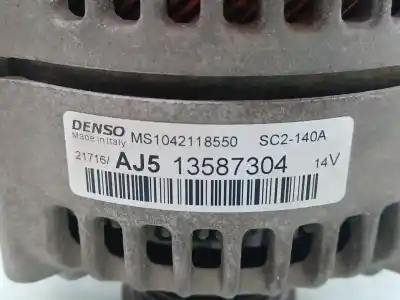 DENSO MS1042118550 SC2-140A
Made in Italy
21716/ AJ5 13587304 14V